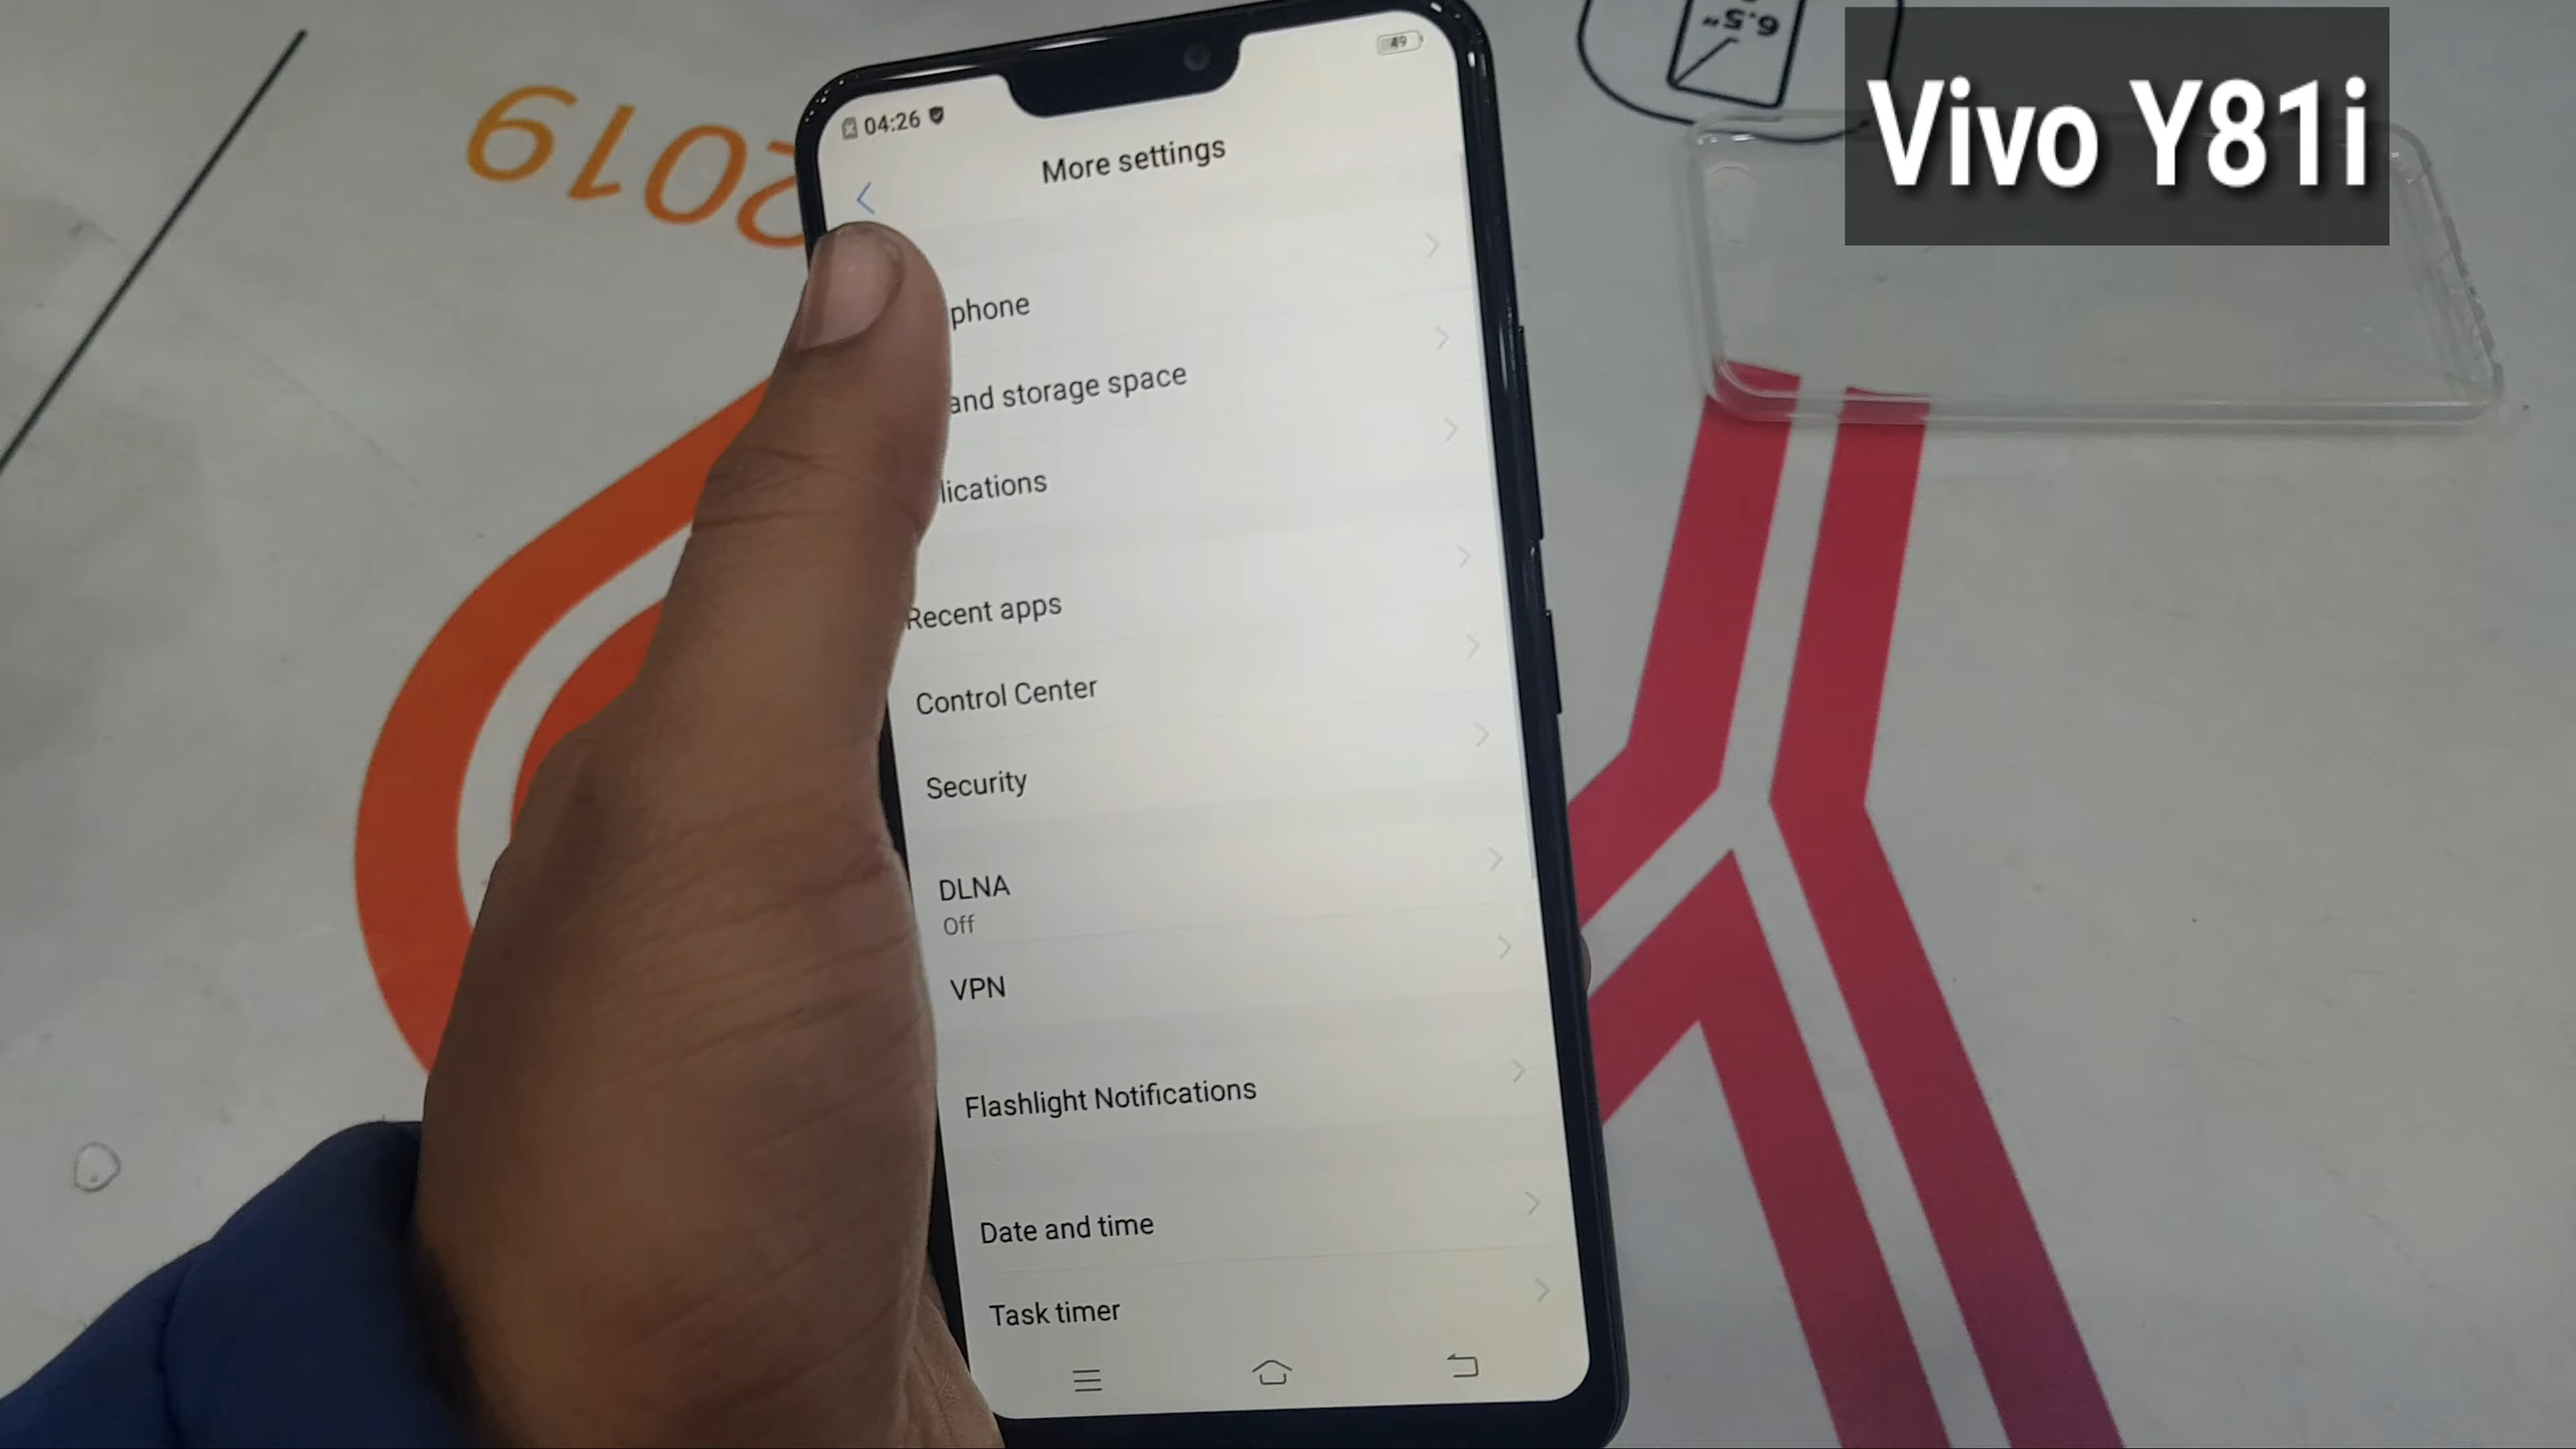 6.5"
Vivo Y81i
2019
49
04:26
More settings
phone
and storage space
lications
Recent apps
Control Center
Security
DLNA
Off
VPN
Flashlight Notifications
Date and time
Task timer